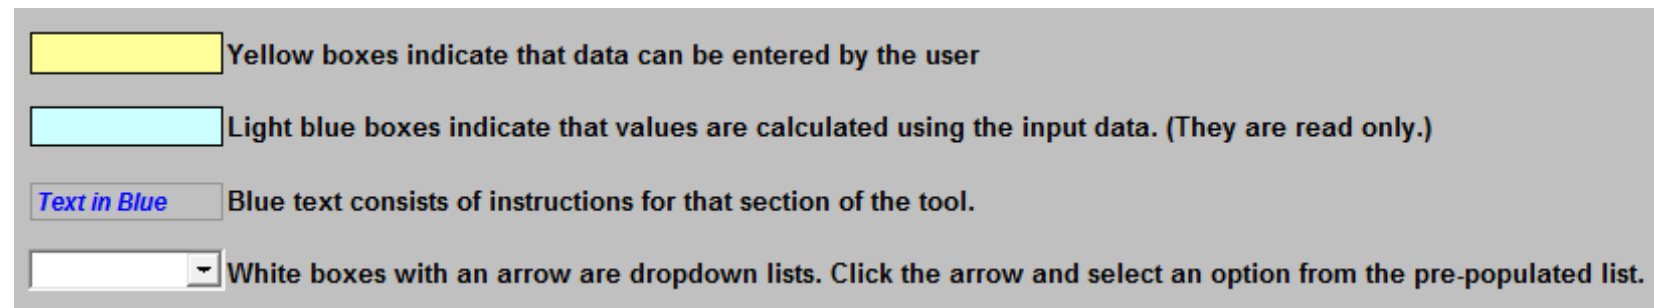 Yellow boxes indicate that data can be entered by the user
Light blue boxes indicate that values are calculated using the input data. (They are read only.)
Text in Blue Blue text consists of instructions for that section of the tool.
White boxes with an arrow are dropdown lists. Click the arrow and select an option from the pre-populated list.